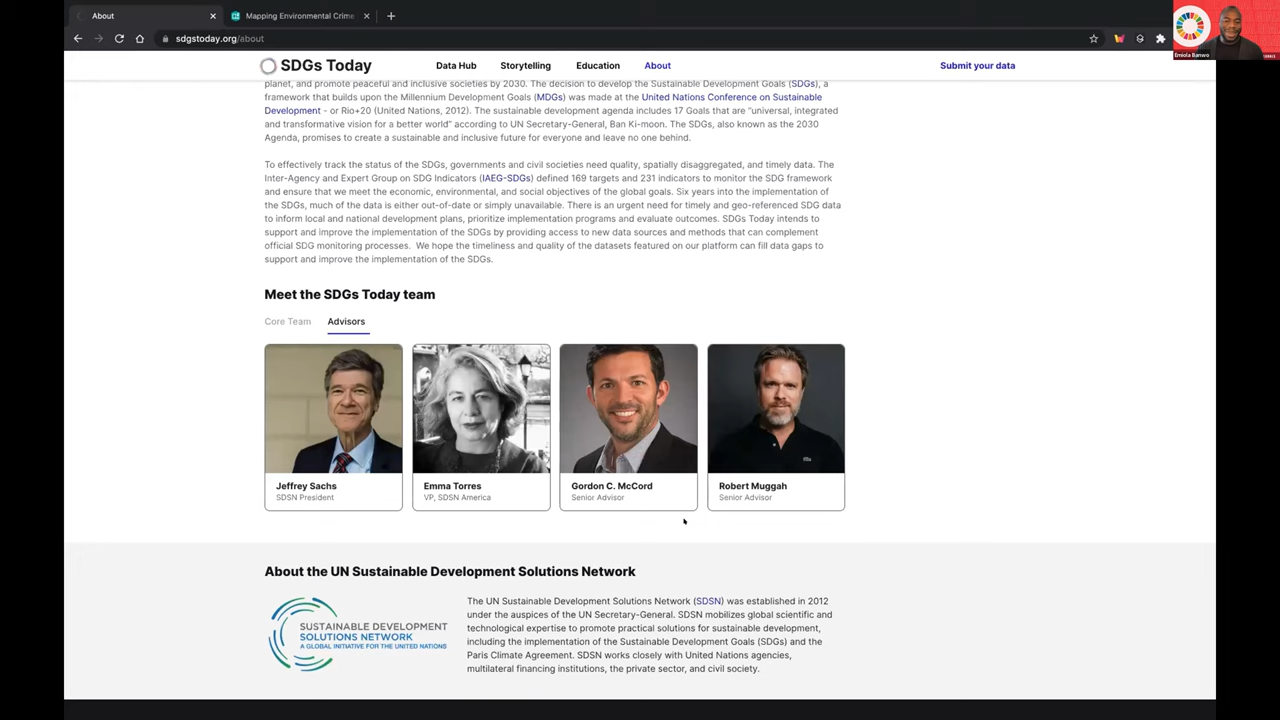 About
Mapping Environmental Crime
sdgstoday.org/about
Emiola Banwo
SDGs Today
Data Hub
Storytelling
Education
About
Submit your data
planet, and promote peaceful and inclusive societies by 2030. The decision to develop the Sustainable Development Goals (SDGs), a
framework that builds upon the Millennium Development Goals (MDGs) was made at the United Nations Conference on Sustainable
Development - or Rio+20 (United Nations, 2012). The sustainable development agenda includes 17 Goals that are "universal, integrated
and transformative vision for a better world" according to UN Secretary-General, Ban Ki-moon. The SDGs, also known as the 2030
Agenda, promises to create a sustainable and inclusive future for everyone and leave no one behind.
To effectively track the status of the SDGs, governments and civil societies need quality, spatially disaggregated, and timely data. The
Inter-Agency and Expert Group on SDG Indicators (IAEG-SDGs) defined 169 targets and 231 indicators to monitor the SDG framework
and ensure that we meet the economic, environmental, and social objectives of the global goals. Six years into the implementation of
the SDGs, much of the data is either out-of-date or simply unavailable. There is an urgent need for timely and geo-referenced SDG data
to inform local and national development plans, prioritize implementation programs and evaluate outcomes. SDGs Today intends to
support and improve the implementation of the SDGs by providing access to new data sources and methods that can complement
official SDG monitoring processes. We hope the timeliness and quality of the datasets featured on our platform can fill data gaps to
support and improve the implementation of the SDGs.
Meet the SDGs Today team
Core Team
Advisors
Jeffrey Sachs
SDSN President
Emma Torres
VP, SDSN America
Gordon C. McCord
Senior Advisor
Robert Muggah
Senior Advisor
About the UN Sustainable Development Solutions Network
SUSTAINABLE DEVELOPMENT
SOLUTIONS NETWORK
A GLOBAL INITIATIVE FOR THE UNITED NATIONS
The UN Sustainable Development Solutions Network (SDSN) was established in 2012
under the auspices of the UN Secretary-General. SDSN mobilizes global scientific and
technological expertise to promote practical solutions for sustainable development,
including the implementation of the Sustainable Development Goals (SDGs) and the
Paris Climate Agreement. SDSN works closely with United Nations agencies,
multilateral financing institutions, the private sector, and civil society.